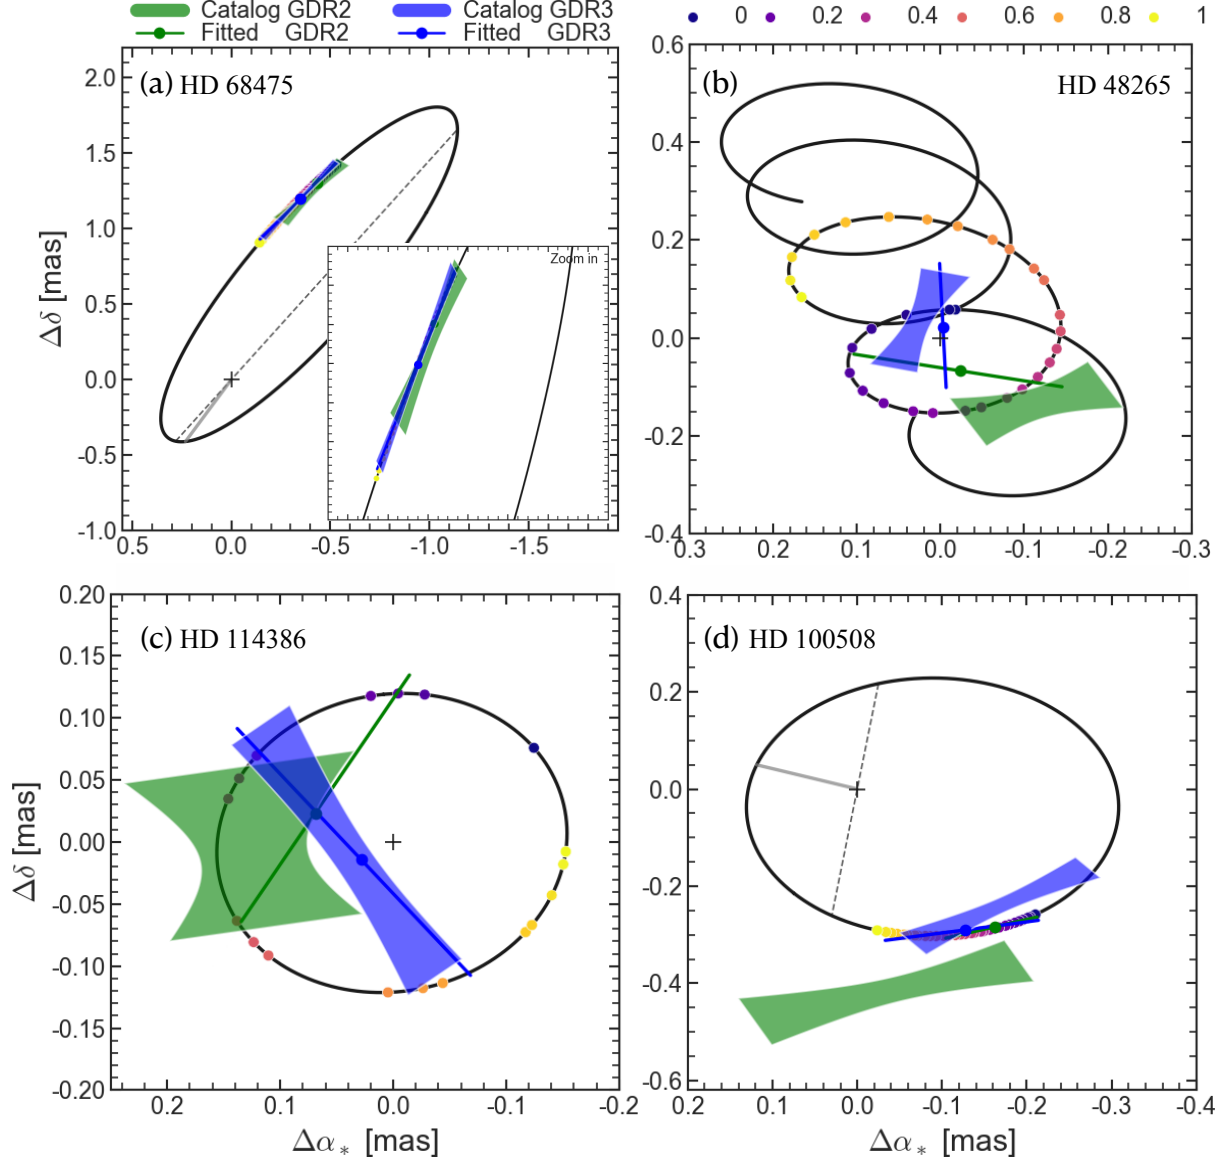 Catalog GDR2 Catalog GDR3 0 0.2 0.4 0.6 0.8 1
Fitted GDR2 Fitted GDR3
(a) HD 68475
2.0
1.5
1.0
0.5
0.0
-0.5
-1.0
Δδ [mas]
Zoom in
0.5 0.0 -0.5 -1.0 -1.5
(b) HD 48265
0.6
0.4
0.2
0.0
-0.2
-0.4
0.3 0.1 0.0 -0.1 -0.2 -0.3
(c) HD 114386
0.20
0.15
0.10
0.05
0.00
-0.05
-0.10
-0.15
-0.20
Δδ [mas]
0.2 0.1 0.0 -0.1 -0.2
Δα* [mas]
(d) HD 100508
0.4
0.2
0.0
-0.2
-0.4
-0.6
0.2 0.1 0.0 -0.1 -0.2 -0.3 -0.4
Δα* [mas]